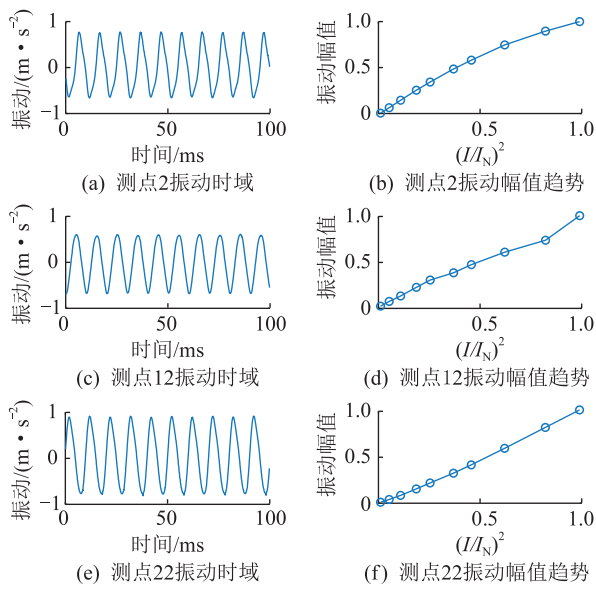 振动/(m·s⁻²)
1
0
−1
0
50
100
时间/ms
(a) 测点2振动时域
振动幅值
1.0
0.5
0
0.5
1.0
(I/I_N)²
(b) 测点2振动幅值趋势
振动/(m·s⁻²)
1
0
−1
0
50
100
时间/ms
(c) 测点12振动时域
振动幅值
1.0
0.5
0
0.5
1.0
(I/I_N)²
(d) 测点12振动幅值趋势
振动/(m·s⁻²)
1
0
−1
0
50
100
时间/ms
(e) 测点22振动时域
振动幅值
1.0
0.5
0
0.5
1.0
(I/I_N)²
(f) 测点22振动幅值趋势